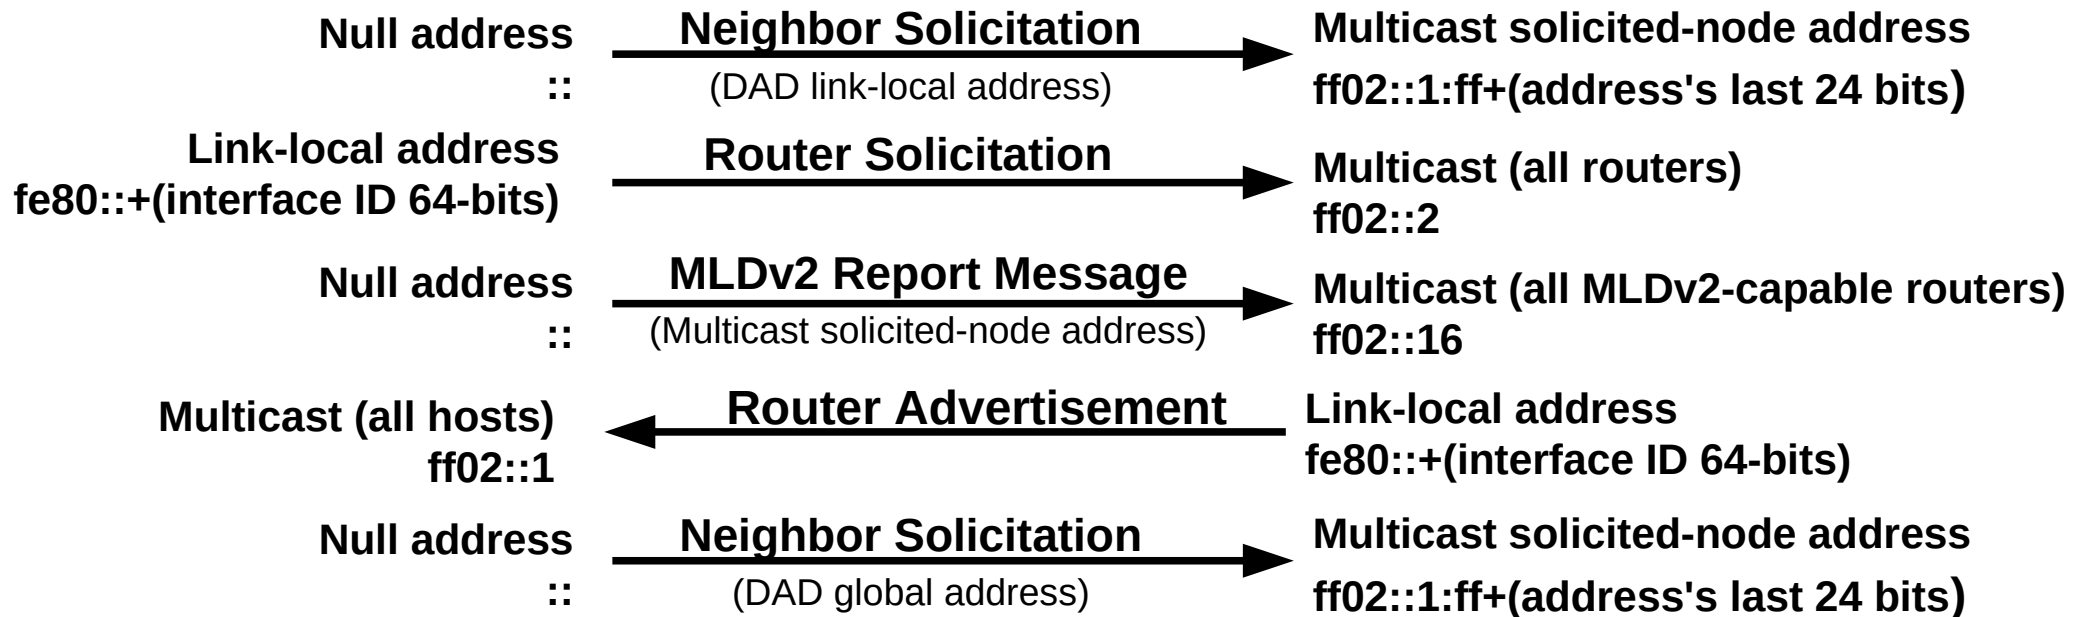 Null address
::
Neighbor Solicitation
(DAD link-local address)
Multicast solicited-node address
ff02::1:ff+(address's last 24 bits)
Link-local address
fe80::+(interface ID 64-bits)
Router Solicitation
Multicast (all routers)
ff02::2
Null address
::
MLDv2 Report Message
(Multicast solicited-node address)
Multicast (all MLDv2-capable routers)
ff02::16
Multicast (all hosts)
ff02::1
Router Advertisement
Link-local address
fe80::+(interface ID 64-bits)
Null address
::
Neighbor Solicitation
(DAD global address)
Multicast solicited-node address
ff02::1:ff+(address's last 24 bits)